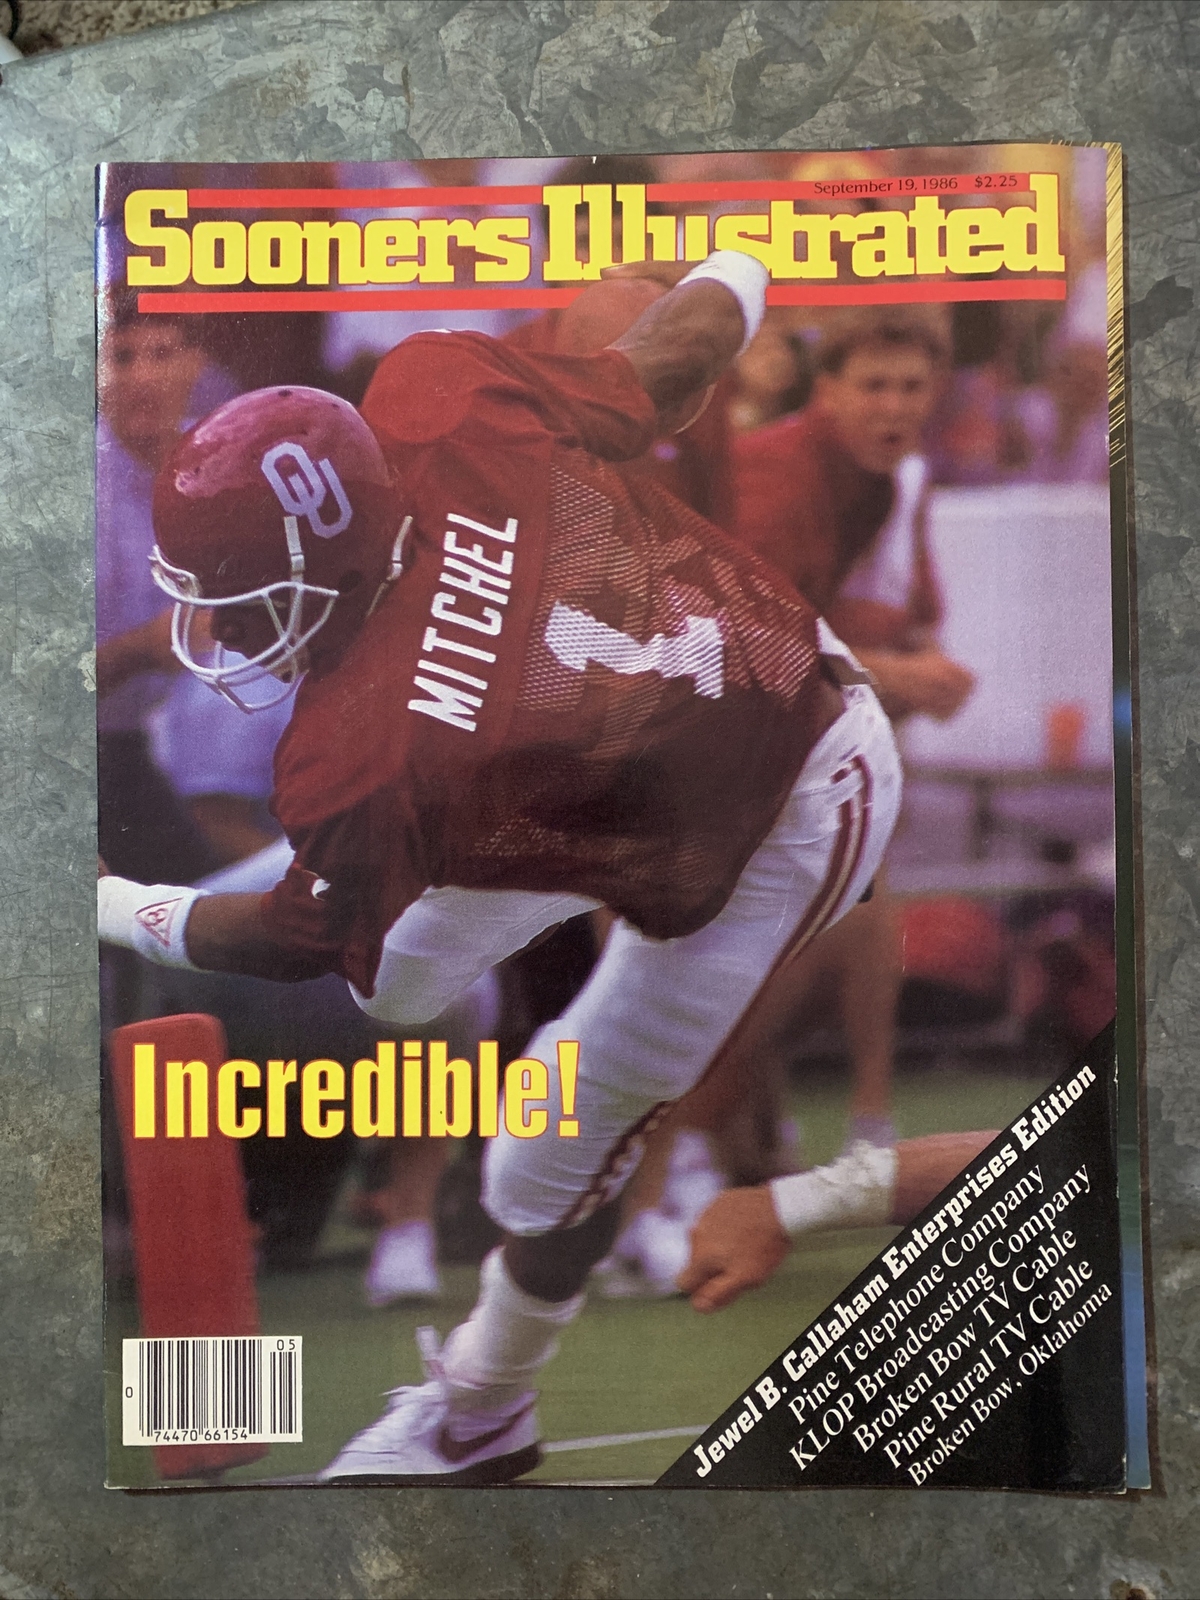 September 19, 1986 $2.25
Sooners Illustrated
OU
MITCHEL
1
Incredible!
Jewel B. Callaham Enterprises Edition
Pine Telephone Company
KLOP Broadcasting Company
Broken Bow TV Cable
Pine Rural TV Cable
Broken Bow, Oklahoma
05
0
74470 66154